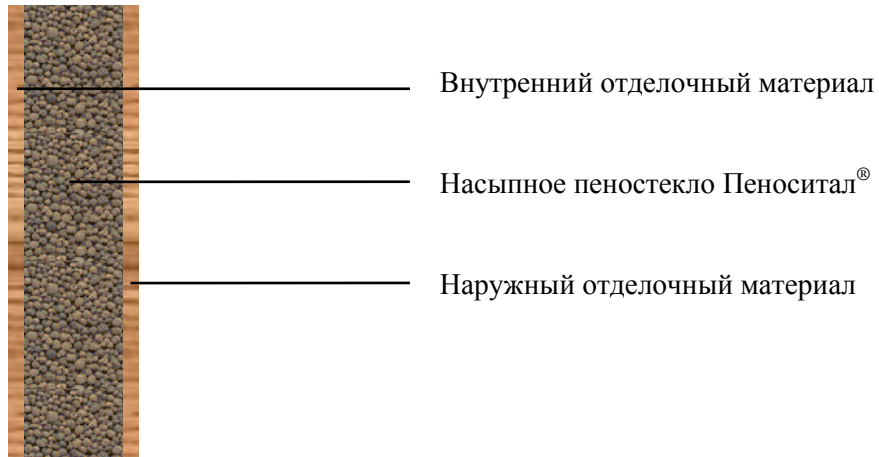 Внутренний отделочный материал
Насыпное пеностекло Пеноситал®
Наружный отделочный материал